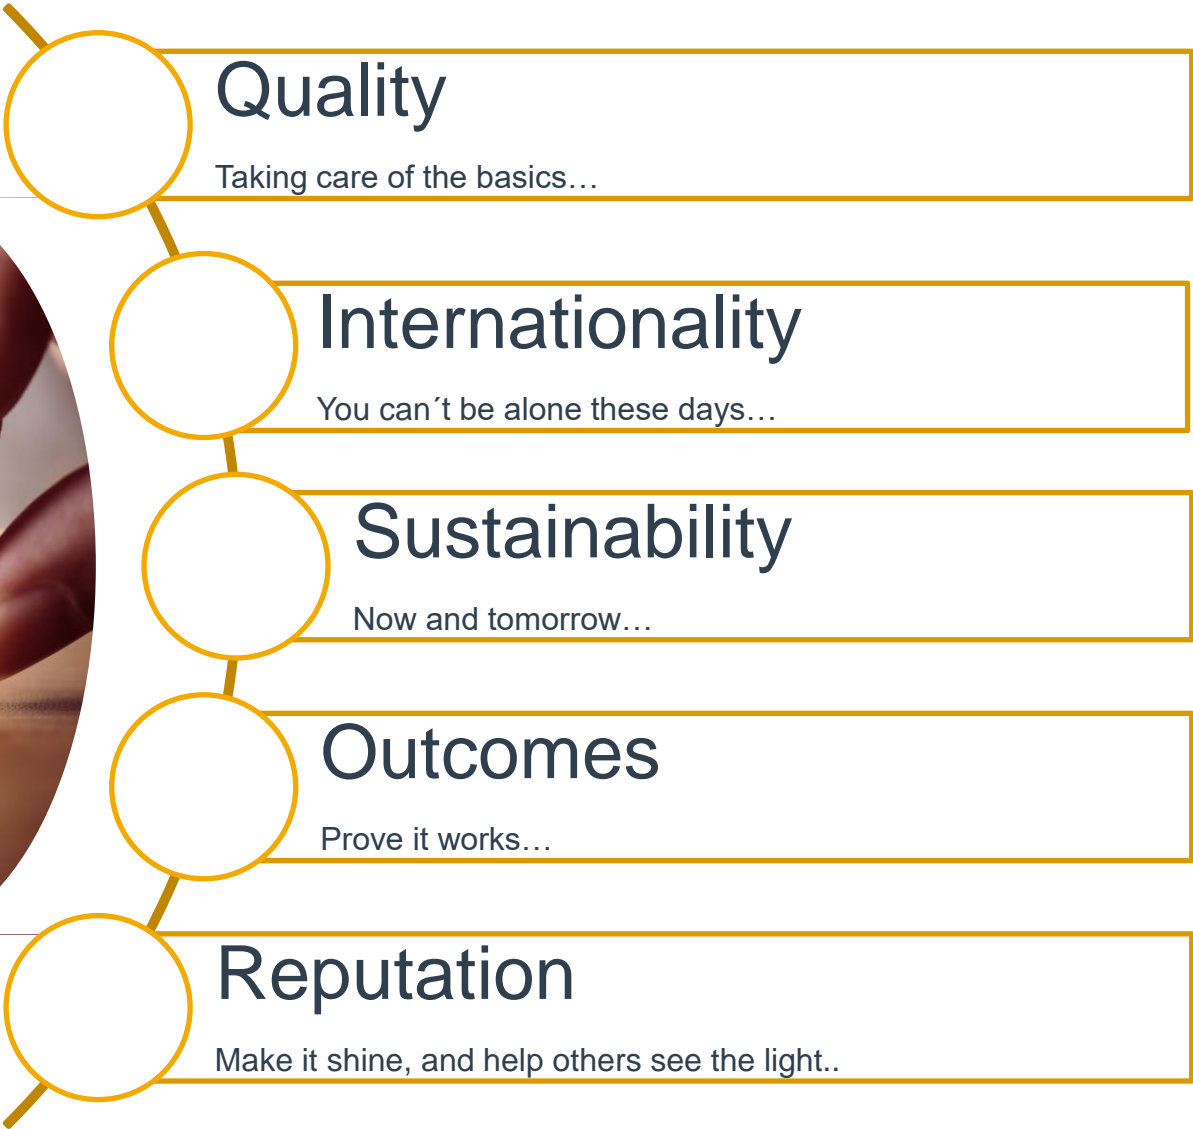 Quality
Taking care of the basics…
Internationality
You can´t be alone these days…
Sustainability
Now and tomorrow…
Outcomes
Prove it works…
Reputation
Make it shine, and help others see the light..